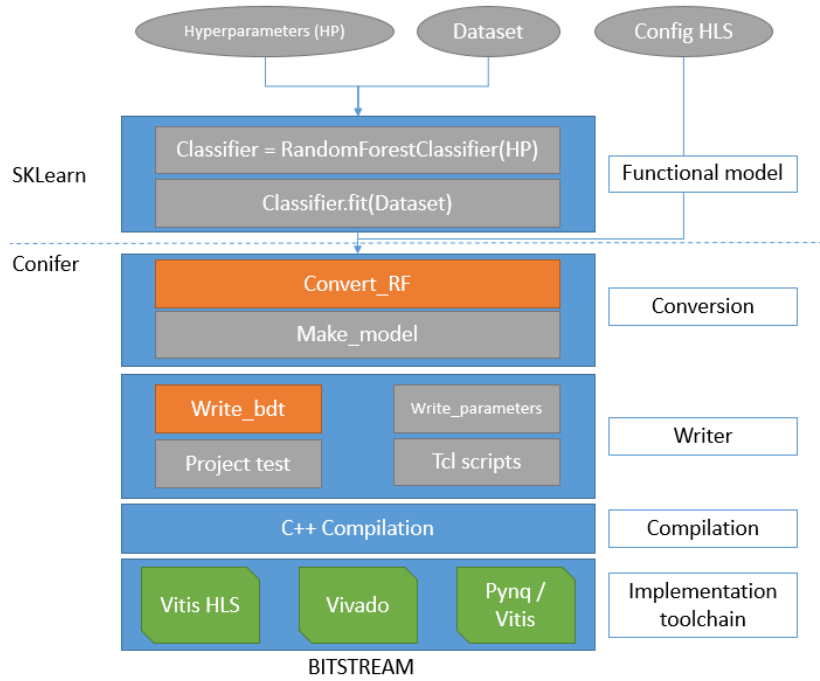 Hyperparameters (HP)
Dataset
Config HLS
SKLearn
Classifier = RandomForestClassifier(HP)
Classifier.fit(Dataset)
Functional model
Conifer
Convert_RF
Make_model
Conversion
Write_bdt
Write_parameters
Project test
Tcl scripts
Writer
C++ Compilation
Compilation
Vitis HLS
Vivado
Pynq /
Vitis
Implementation
toolchain
BITSTREAM